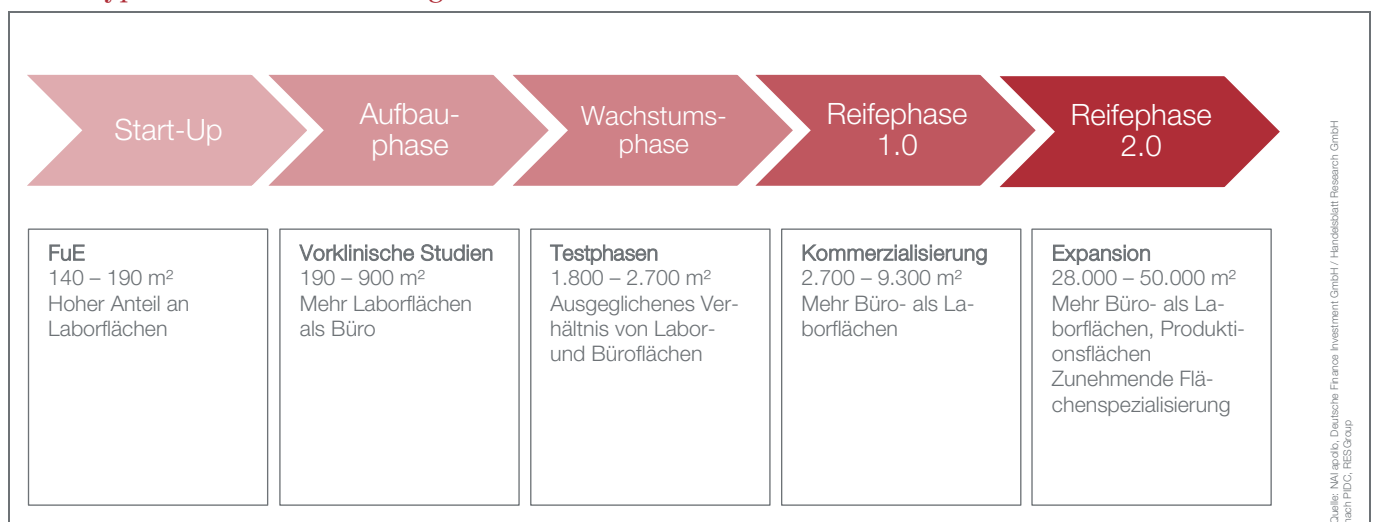 Start-Up
Aufbau-
phase
Wachstums-
phase
Reifephase
1.0
Reifephase
2.0
FuE
140 – 190 m²
Hoher Anteil an
Laborflächen
Vorklinische Studien
190 – 900 m²
Mehr Laborflächen
als Büro
Testphasen
1.800 – 2.700 m²
Ausgeglichenes Ver-
hältnis von Labor-
und Büroflächen
Kommerzialisierung
2.700 – 9.300 m²
Mehr Büro- als La-
borflächen
Expansion
28.000 – 50.000 m²
Mehr Büro- als La-
borflächen, Produkti-
onsflächen
Zunehmende Flä-
chenspezialisierung
Quelle: NAI apollo, Deutsche Finance Investment GmbH / Handelsblatt Research GmbH
nach PIDC, RESGroup